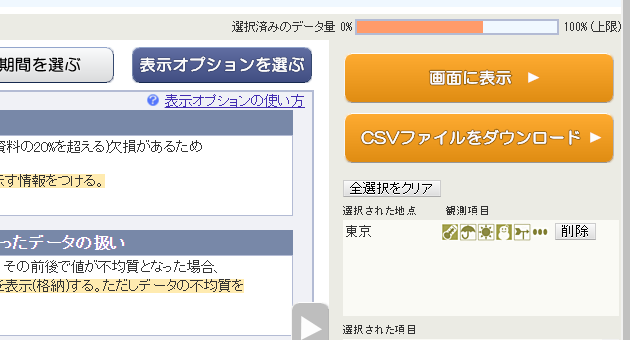 選択済みのデータ量 0% 100%(上限)
期間を選ぶ
表示オプションを選ぶ
画面に表示
表示オプションの使い方
CSVファイルをダウンロード
資料の20%を超える)欠損があるため
示す情報をつける。
全選択をクリア
選択された地点 観測項目
東京 削除
ったデータの扱い
その前後で値が不均質となった場合、
を表示(格納)する。ただしデータの不均質を
選択された項目